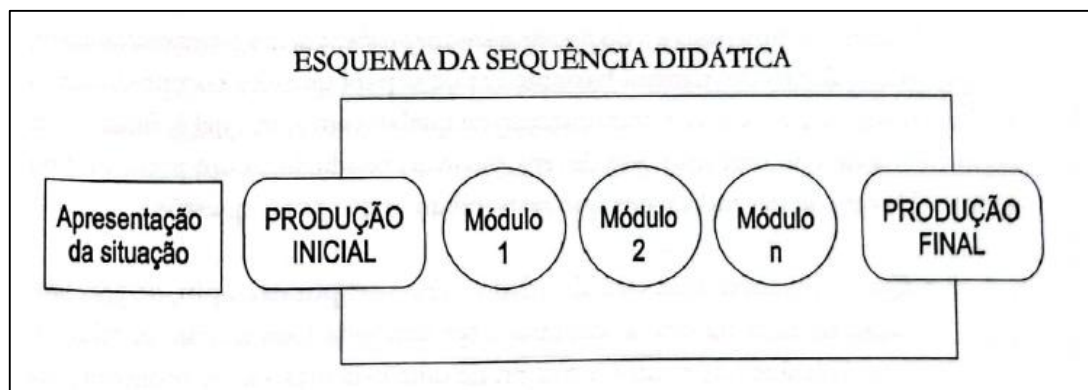 ESQUEMA DA SEQUÊNCIA DIDÁTICA
Apresentação
da situação
PRODUÇÃO
INICIAL
Módulo
1
Módulo
2
Módulo
n
PRODUÇÃO
FINAL